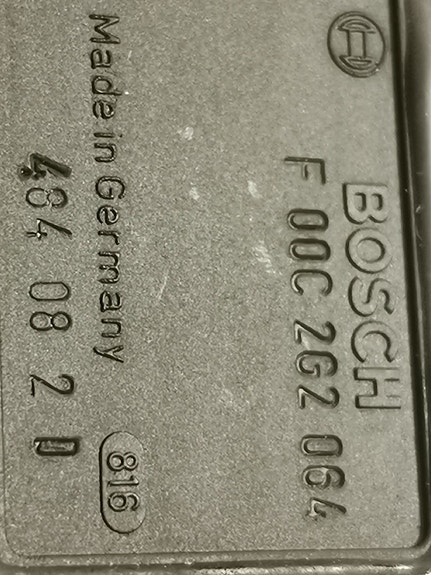 BOSCH
F 00C 2G2 064
Made in Germany
816
484 08 2 D